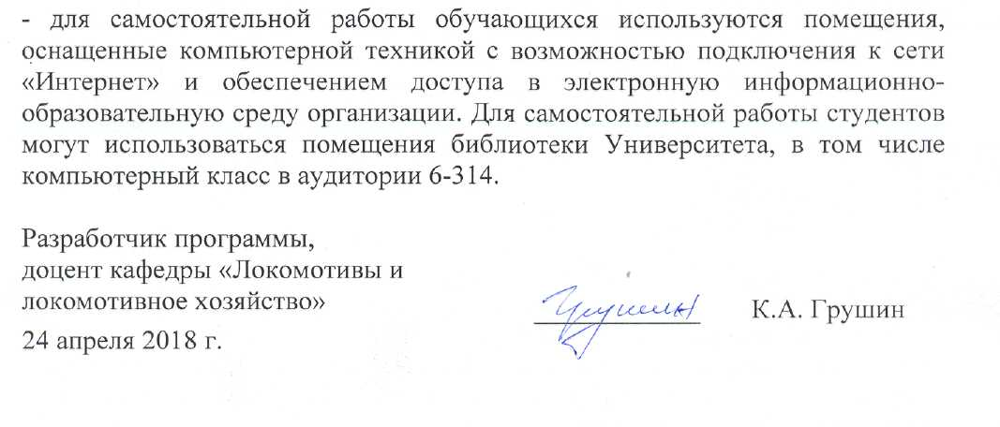 - для самостоятельной работы обучающихся используются помещения,
оснащенные компьютерной техникой с возможностью подключения к сети
«Интернет» и обеспечением доступа в электронную информационно-
образовательную среду организации. Для самостоятельной работы студентов
могут использоваться помещения библиотеки Университета, в том числе
компьютерный класс в аудитории 6-314.
Разработчик программы,
доцент кафедры «Локомотивы и
локомотивное хозяйство»
К.А. Грушин
24 апреля 2018 г.